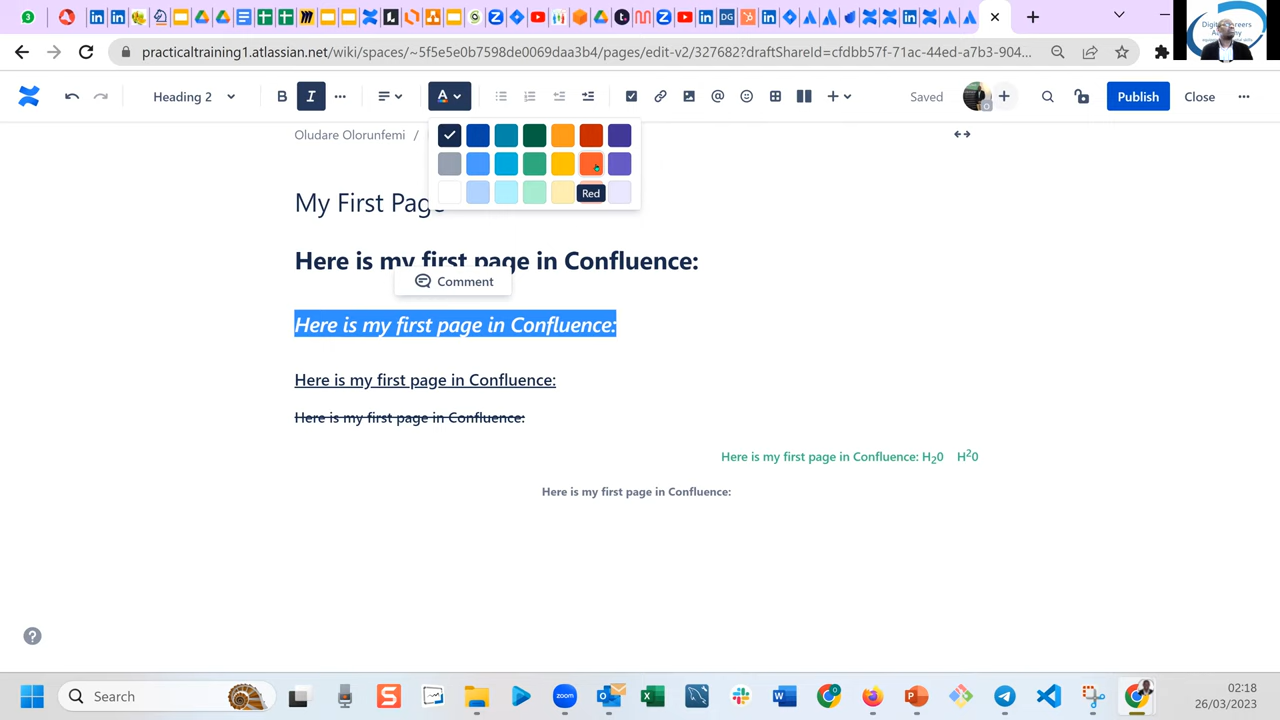 practicaltraining1.atlassian.net/wiki/spaces/~5f5e5e0b7598de0069daa3b4/pages/edit-v2/327682?draftShareId=cfdbb57f-71ac-44ed-a7b3-904...
Heading 2
B
I
A
Saved
Publish
Close
Oludare Olorunfemi /
Red
My First Page
Here is my first page in Confluence:
Comment
Here is my first page in Confluence:
Here is my first page in Confluence:
Here is my first page in Confluence:
Here is my first page in Confluence: H₂0 H²0
Here is my first page in Confluence:
?
Search
zoom
02:18
26/03/2023